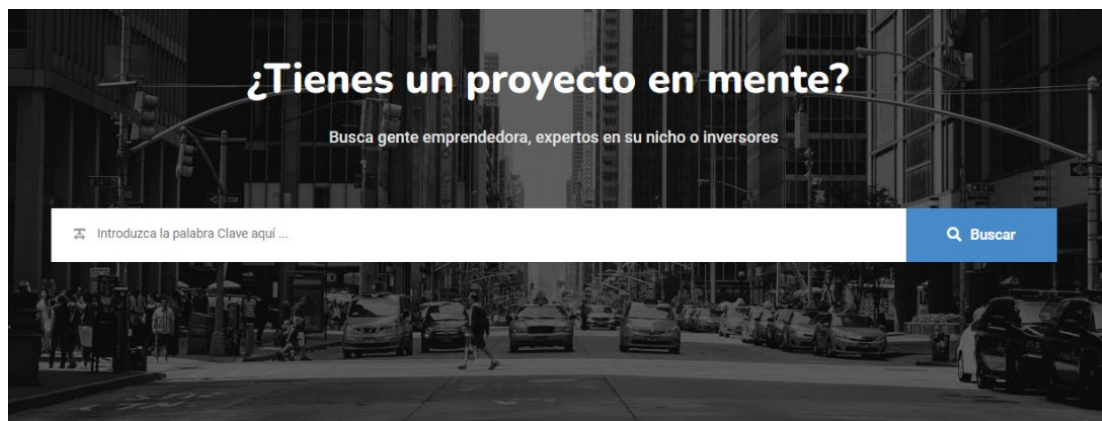 ¿Tienes un proyecto en mente?
Busca gente emprendedora, expertos en su nicho o inversores
Introduzca la palabra Clave aquí ...
Buscar